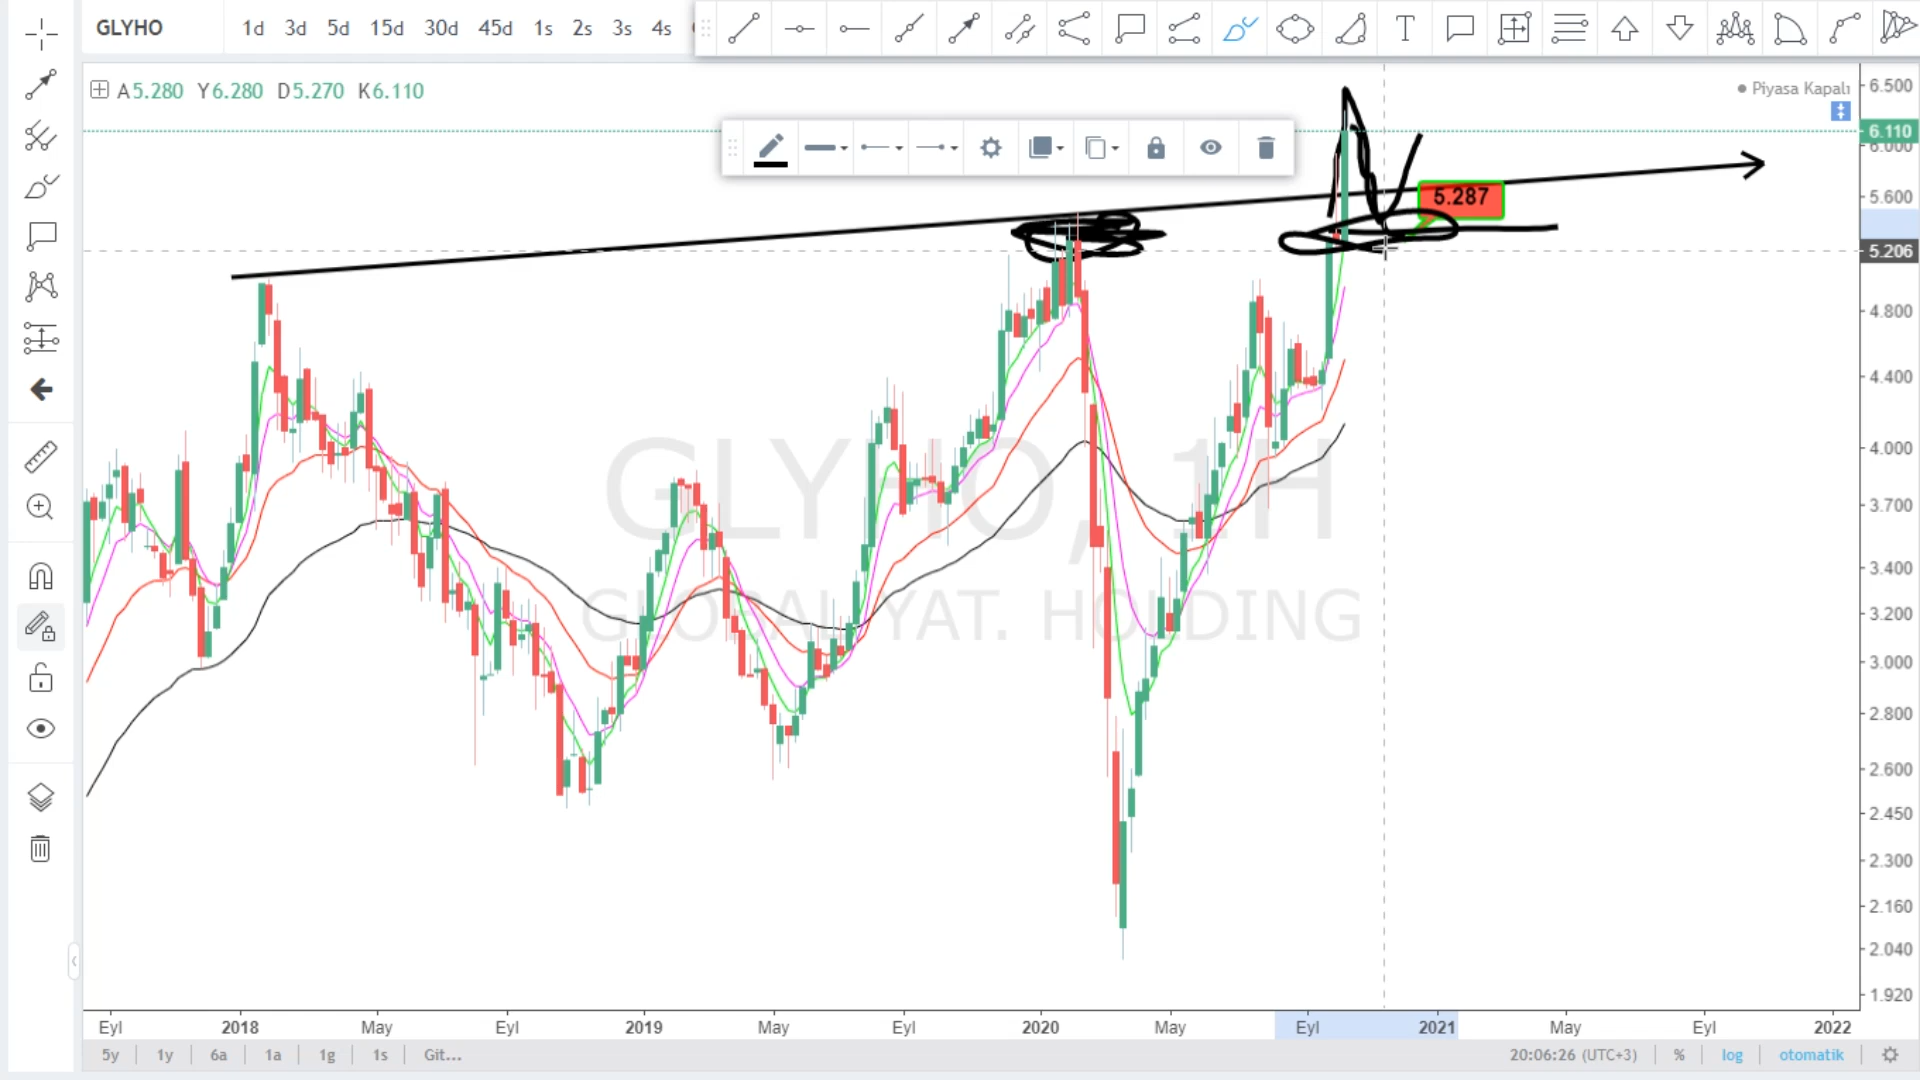 GLYHO 1d 3d 5d 15d 30d 45d 1s 2s 3s 4s
A5.280 Y6.280 D5.270 K6.110
Piyasa Kapalı
6.500
6.110
6.000
5.600
5.287
5.206
4.800
4.400
4.000
3.700
3.400
3.200
3.000
2.800
2.600
2.450
2.300
2.160
2.040
1.920
GLYHO, 1H
GLOBAL YAT. HOLDING
Eyl 2018 May Eyl 2019 May Eyl 2020 May Eyl 2021 May Eyl 2022
5y 1y 6a 1a 1g 1s Git... 20:06:26 (UTC+3) % log otomatik